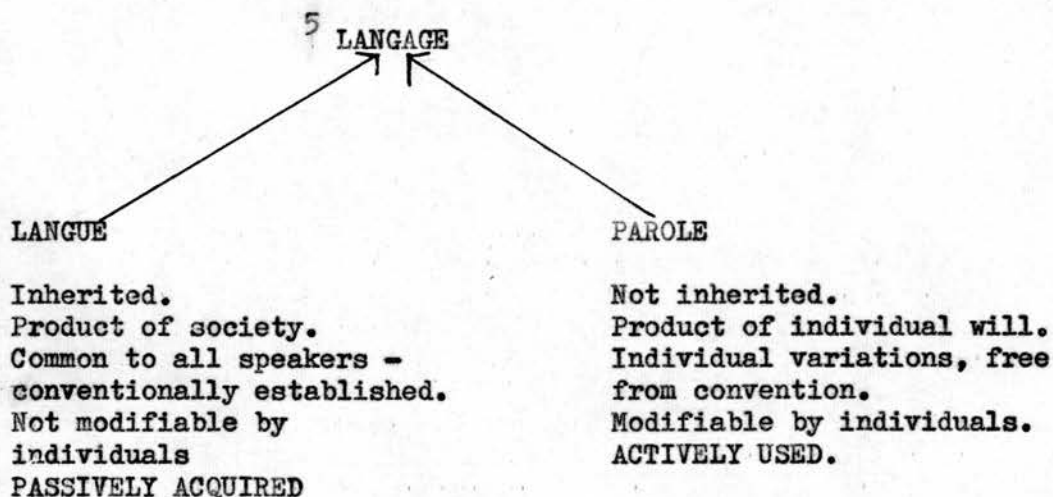 5 LANGAGE
LANGUE
Inherited.
Product of society.
Common to all speakers -
conventionally established.
Not modifiable by
individuals
PASSIVELY ACQUIRED
PAROLE
Not inherited.
Product of individual will.
Individual variations, free
from convention.
Modifiable by individuals.
ACTIVELY USED.